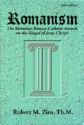 Romanism
The Relentless Roman Catholic Assault
on the Gospel of Jesus Christ!
Robert M. Zins, Th.M.